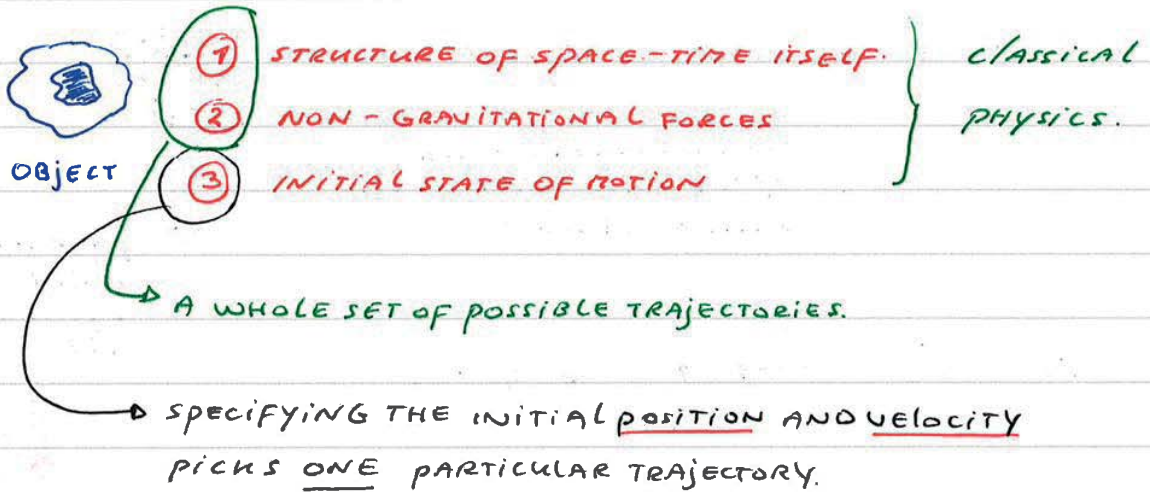 ① STRUCTURE OF SPACE-TIME ITSELF. CLASSICAL
② NON-GRAVITATIONAL FORCES PHYSICS.
OBJECT
③ INITIAL STATE OF MOTION
A WHOLE SET OF POSSIBLE TRAJECTORIES.
SPECIFYING THE INITIAL POSITION AND VELOCITY
PICKS ONE PARTICULAR TRAJECTORY.